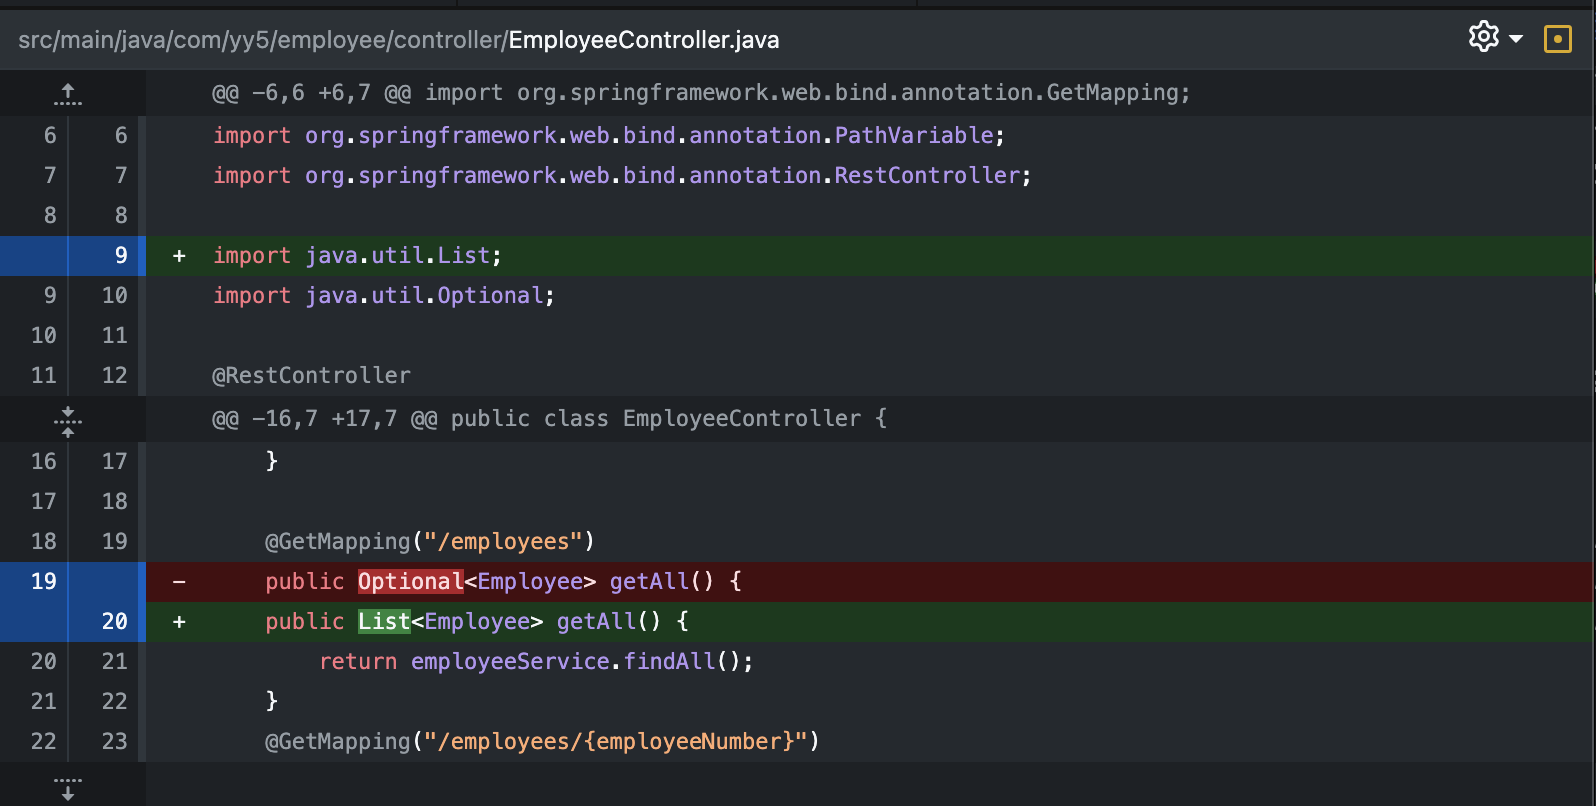 src/main/java/com/yy5/employee/controller/EmployeeController.java
@@ -6,6 +6,7 @@ import org.springframework.web.bind.annotation.GetMapping;
6 6 import org.springframework.web.bind.annotation.PathVariable;
7 7 import org.springframework.web.bind.annotation.RestController;
8 8
9 + import java.util.List;
9 10 import java.util.Optional;
10 11
11 12 @RestController
@@ -16,7 +17,7 @@ public class EmployeeController {
16 17 }
17 18
18 19 @GetMapping("/employees")
19 - public Optional<Employee> getAll() {
20 + public List<Employee> getAll() {
20 21 return employeeService.findAll();
21 22 }
22 23 @GetMapping("/employees/{employeeNumber}")